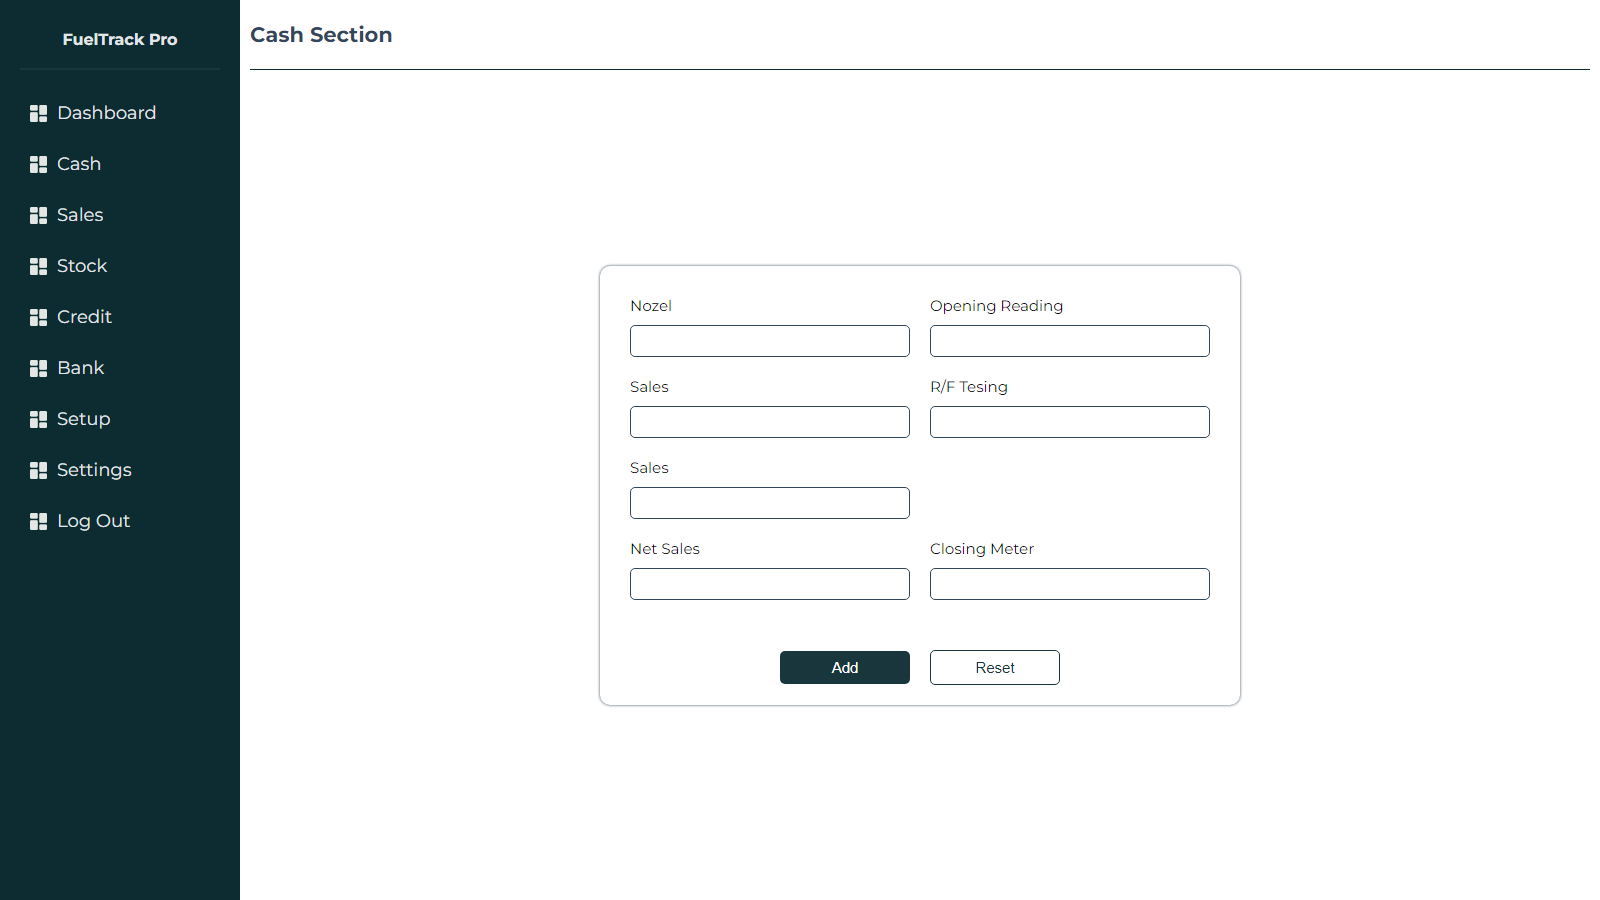 FuelTrack Pro
Dashboard
Cash
Sales
Stock
Credit
Bank
Setup
Settings
Log Out
Cash Section
Nozel
Opening Reading
Sales
R/F Tesing
Sales
Net Sales
Closing Meter
Add
Reset